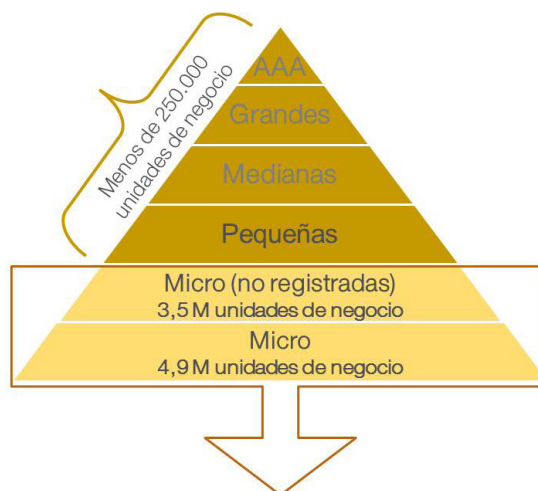 Menos de 250.000
unidades de negocio
AAA
Grandes
Medianas
Pequeñas
Micro (no registradas)
3,5 M unidades de negocio
Micro
4,9 M unidades de negocio